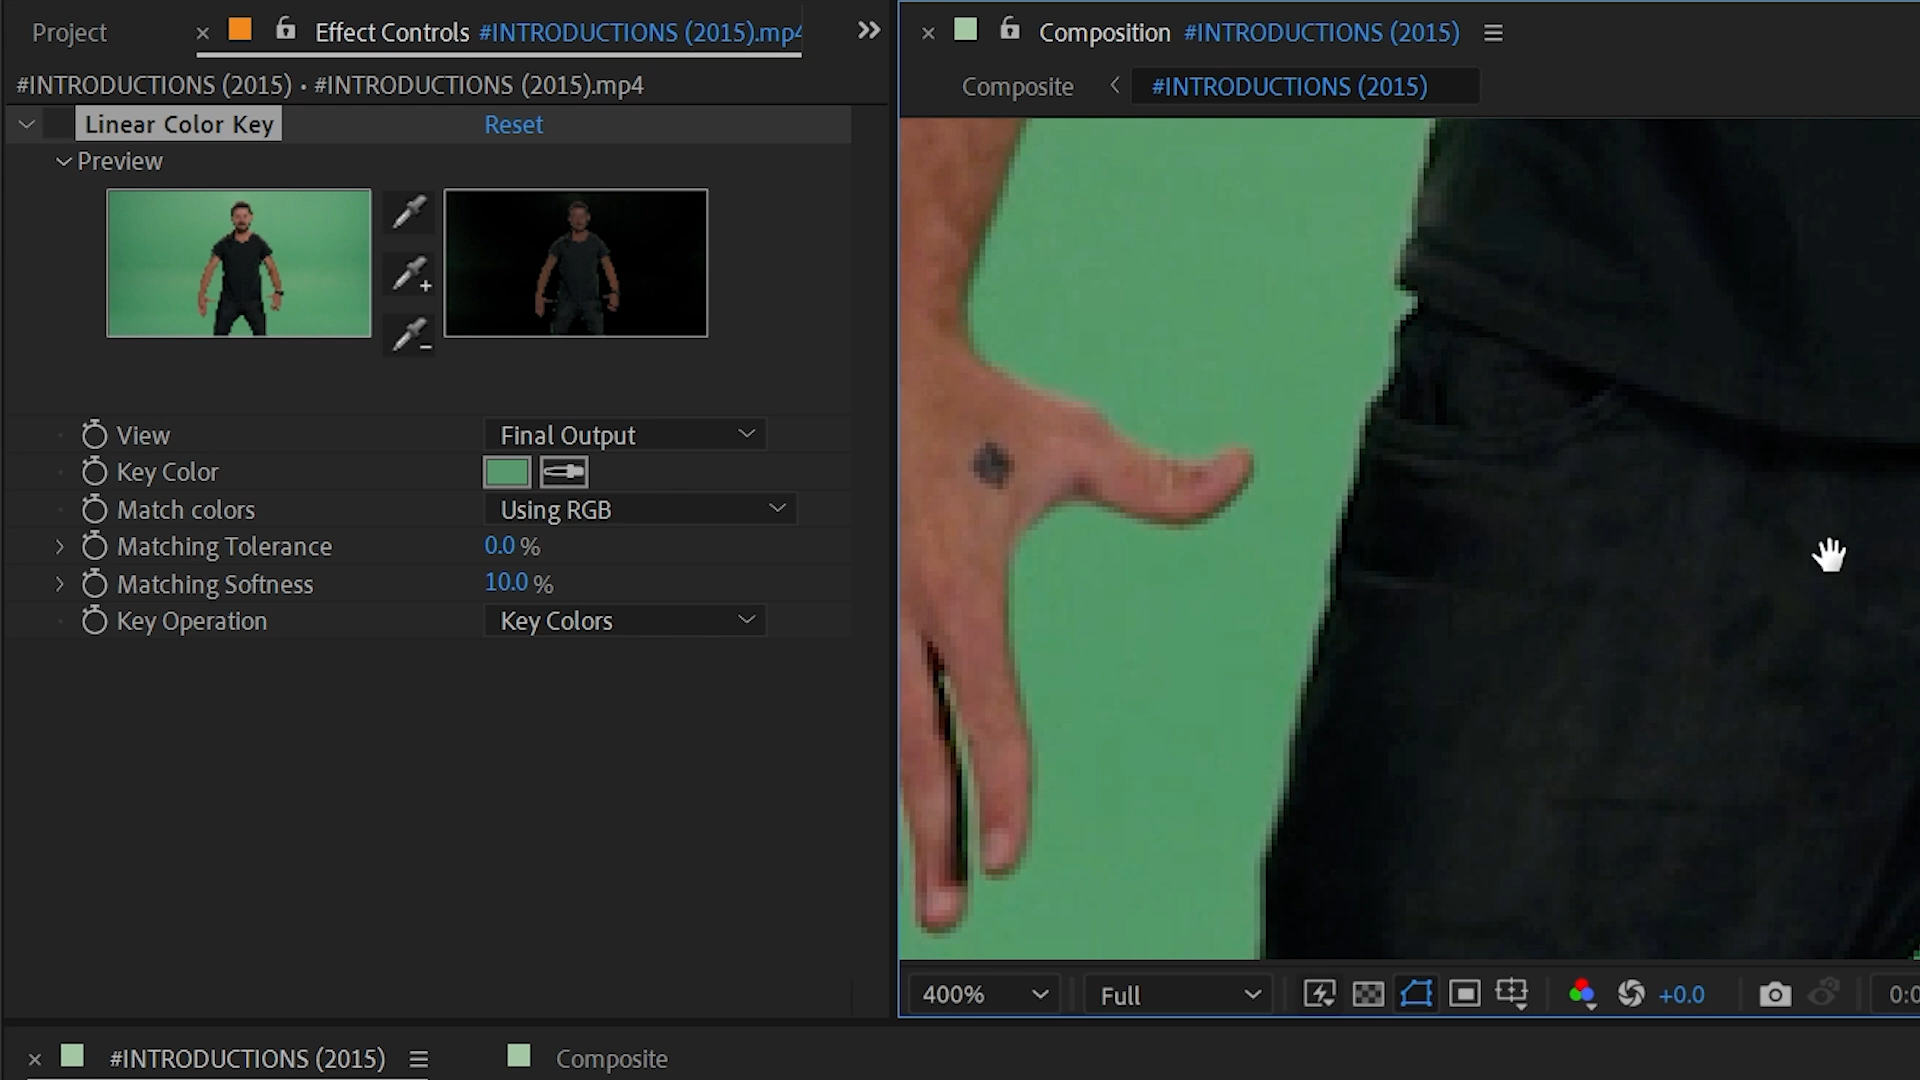 Project
Effect Controls #INTRODUCTIONS (2015).mp4
#INTRODUCTIONS (2015) • #INTRODUCTIONS (2015).mp4
Linear Color Key
Reset
Preview
View
Final Output
Key Color
Match colors
Using RGB
Matching Tolerance
0.0 %
Matching Softness
10.0 %
Key Operation
Key Colors
Composition #INTRODUCTIONS (2015)
Composite
#INTRODUCTIONS (2015)
400%
Full
+0.0
0:0
#INTRODUCTIONS (2015)
Composite